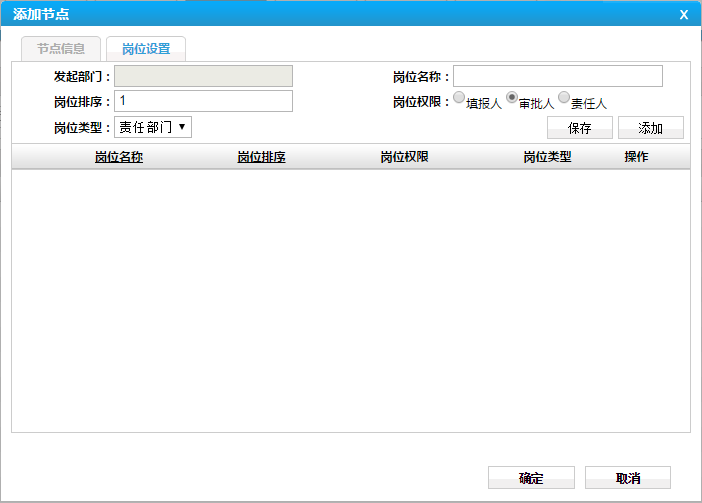 添加节点 X
节点信息 岗位设置
发起部门： 岗位名称：
岗位排序： 1 岗位权限： 填报人 审批人 责任人
岗位类型： 责任部门 ▼ 保存 添加
岗位名称 岗位排序 岗位权限 岗位类型 操作
确定 取消